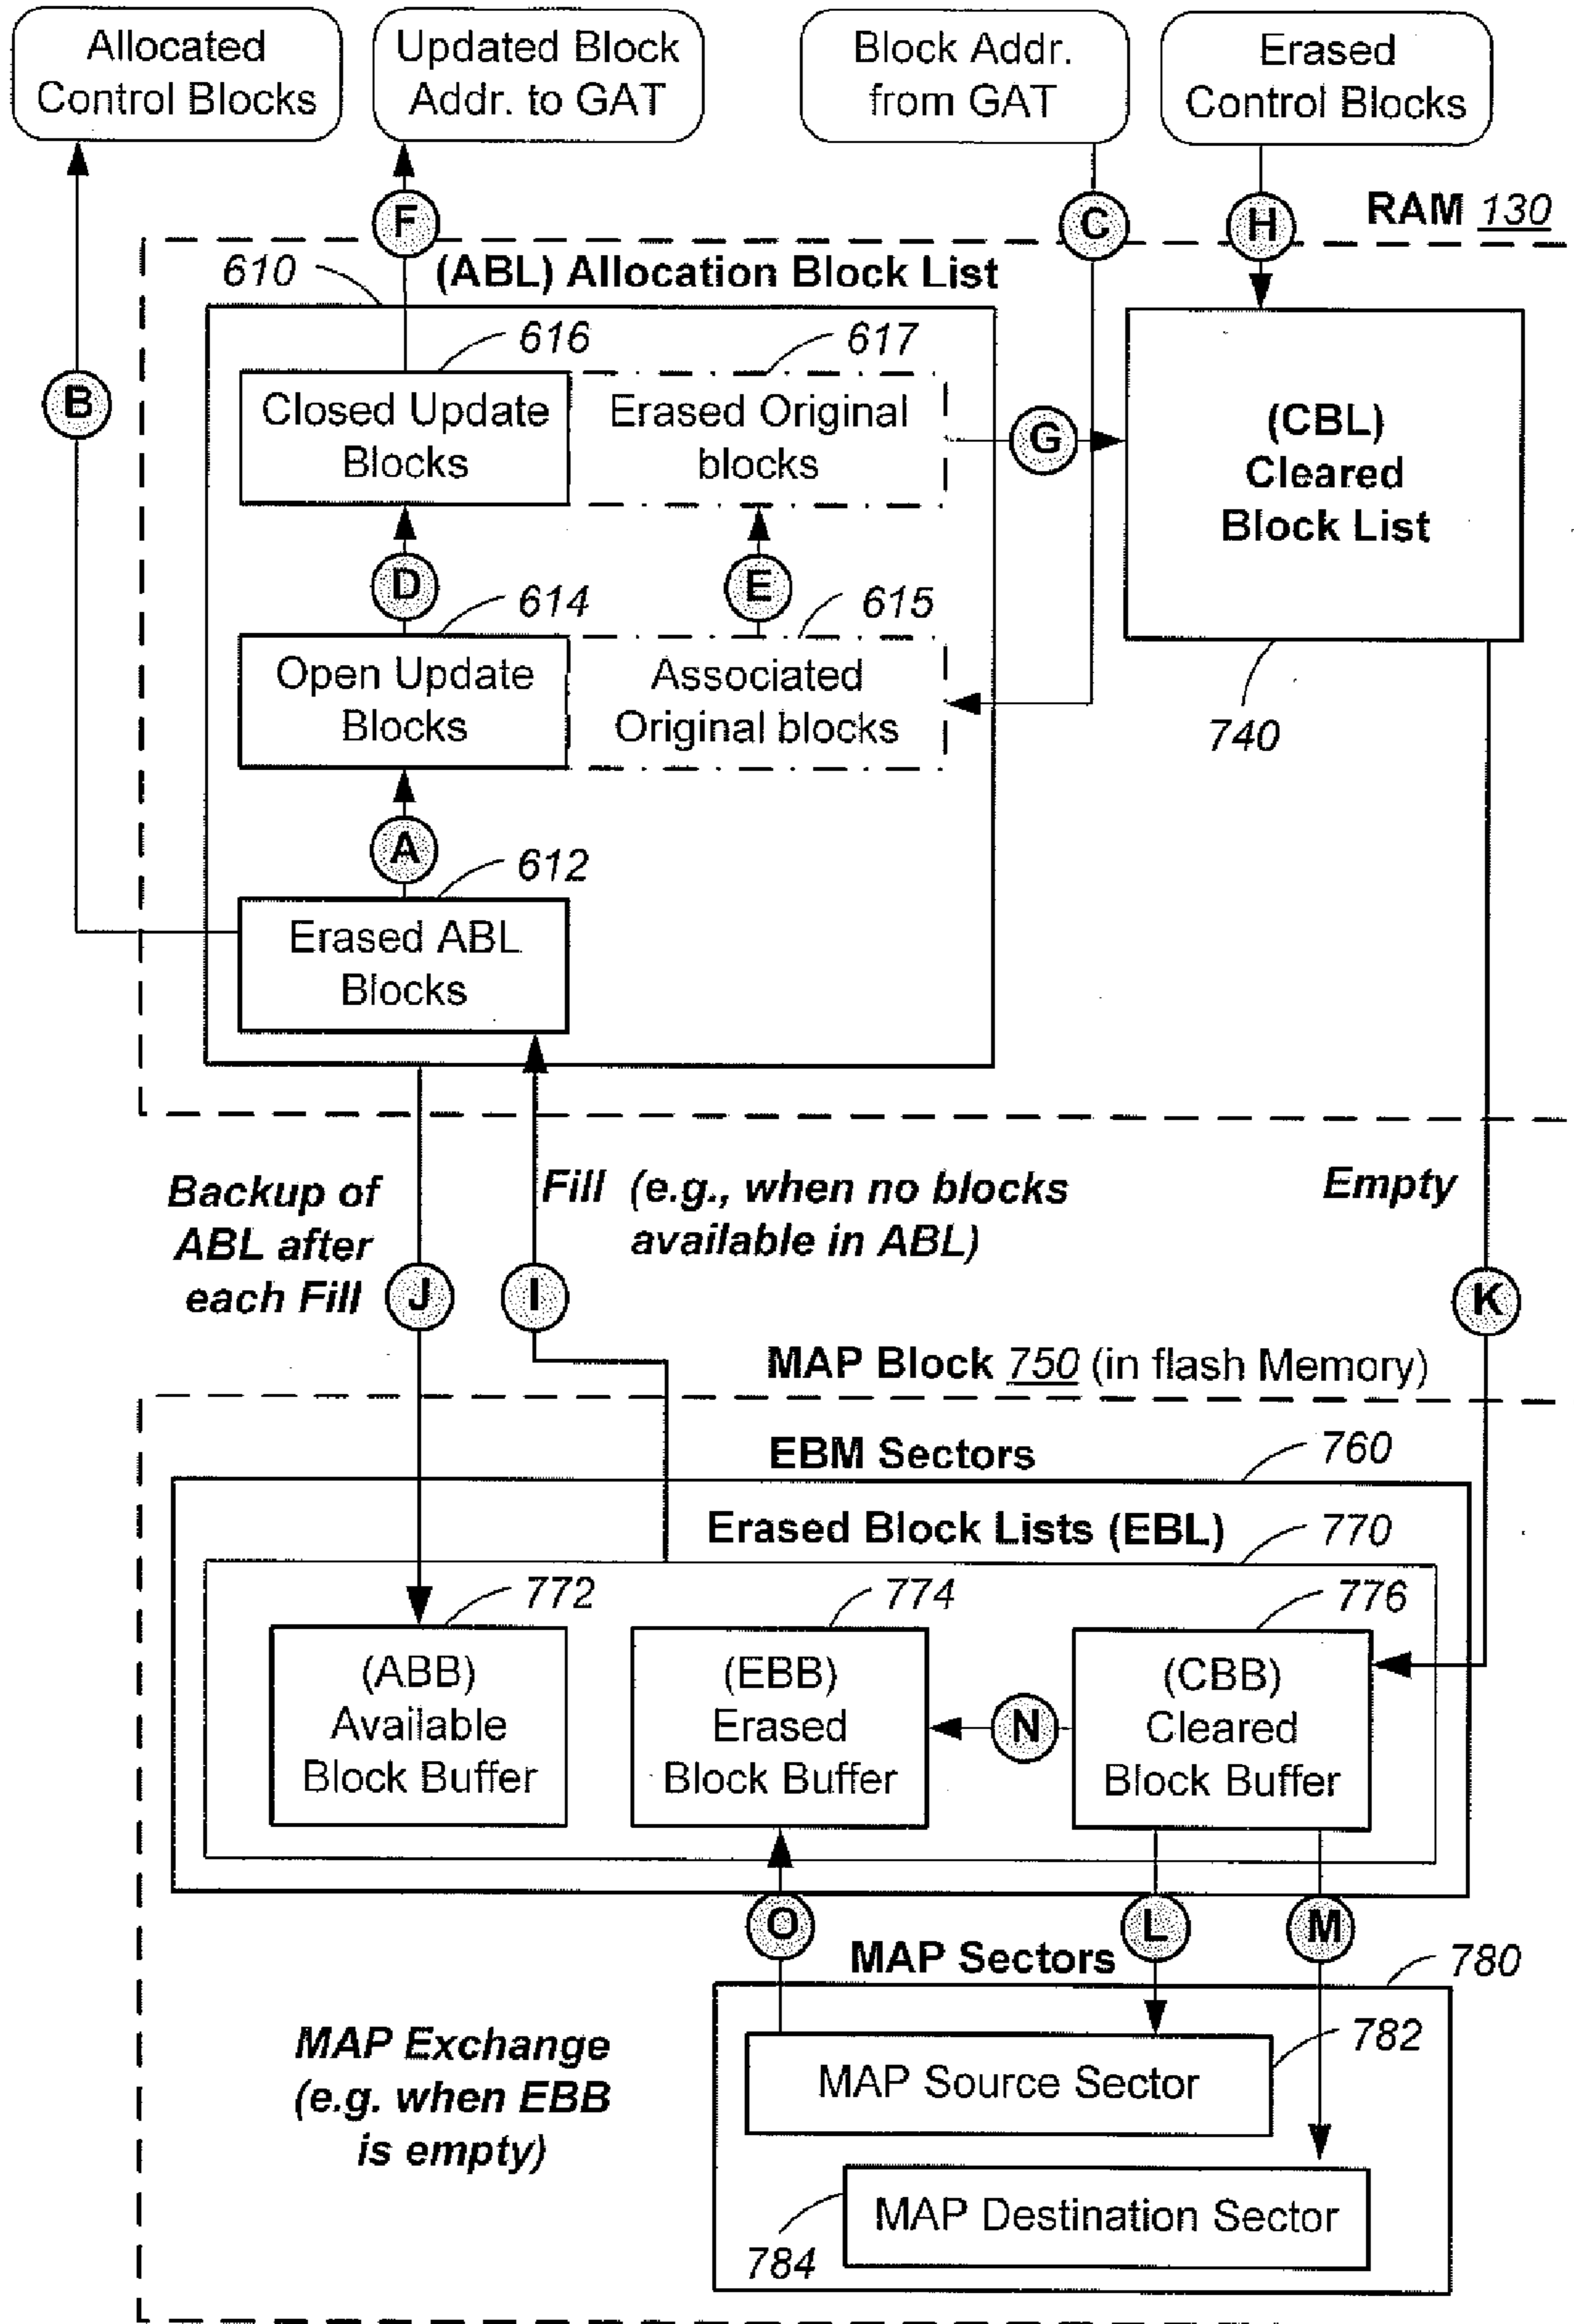 Allocated
Control Blocks
Updated Block
Addr. to GAT
Block Addr.
from GAT
Erased
Control Blocks
F
C
H
RAM 130
610
(ABL) Allocation Block List
616
617
B
Closed Update
Blocks
Erased Original
blocks
G
(CBL)
Cleared
Block List
D
E
614
615
Open Update
Blocks
Associated
Original blocks
740
A
612
Erased ABL
Blocks
Backup of
ABL after
each Fill
Fill (e.g., when no blocks
available in ABL)
Empty
J
I
K
MAP Block 750 (in flash Memory)
EBM Sectors
760
Erased Block Lists (EBL)
770
772
774
776
(ABB)
Available
Block Buffer
(EBB)
Erased
Block Buffer
N
(CBB)
Cleared
Block Buffer
O
L
M
MAP Sectors
780
MAP Exchange
(e.g. when EBB
is empty)
782
MAP Source Sector
MAP Destination Sector
784